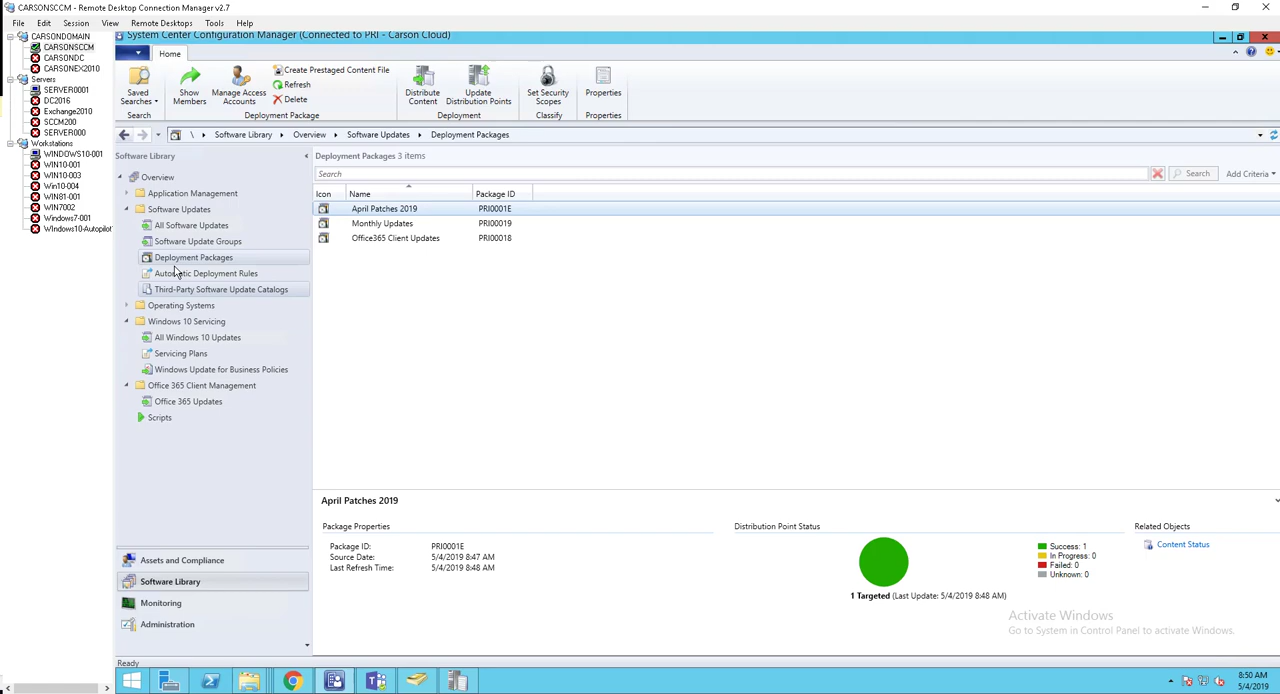 CARSONSCCM - Remote Desktop Connection Manager v2.7
File Edit Session View Remote Desktops Tools Help
CARSONDOMAIN
CARSONSCCM
CARSONDC
CARSONEX2010
Servers
SERVER0001
DC2016
Exchange2010
SCCM200
SERVER000
Workstations
WINDOWS10-001
WIN10-001
WIN10-003
Win10-004
WIN81-001
WIN7002
Windows7-001
WIndows10-Autopilot
System Center Configuration Manager (Connected to PRI - Carson Cloud)
Home
Saved Searches
Search
Show Members
Manage Access Accounts
Create Prestaged Content File
Refresh
Delete
Deployment Package
Distribute Content
Update Distribution Points
Deployment
Set Security Scopes
Classify
Properties
Properties
\ Software Library Overview Software Updates Deployment Packages
Software Library
Overview
Application Management
Software Updates
All Software Updates
Software Update Groups
Deployment Packages
Automatic Deployment Rules
Third-Party Software Update Catalogs
Operating Systems
Windows 10 Servicing
All Windows 10 Updates
Servicing Plans
Windows Update for Business Policies
Office 365 Client Management
Office 365 Updates
Scripts
Assets and Compliance
Software Library
Monitoring
Administration
Deployment Packages 3 items
Search Search Add Criteria
Icon Name Package ID
April Patches 2019 PRI0001E
Monthly Updates PRI00019
Office365 Client Updates PRI00018
April Patches 2019
Package Properties
Package ID: PRI0001E
Source Date: 5/4/2019 8:47 AM
Last Refresh Time: 5/4/2019 8:48 AM
Distribution Point Status
Success: 1
In Progress: 0
Failed: 0
Unknown: 0
1 Targeted (Last Update: 5/4/2019 8:48 AM)
Related Objects
Content Status
Activate Windows
Go to System in Control Panel to activate Windows.
Ready
8:50 AM
5/4/2019